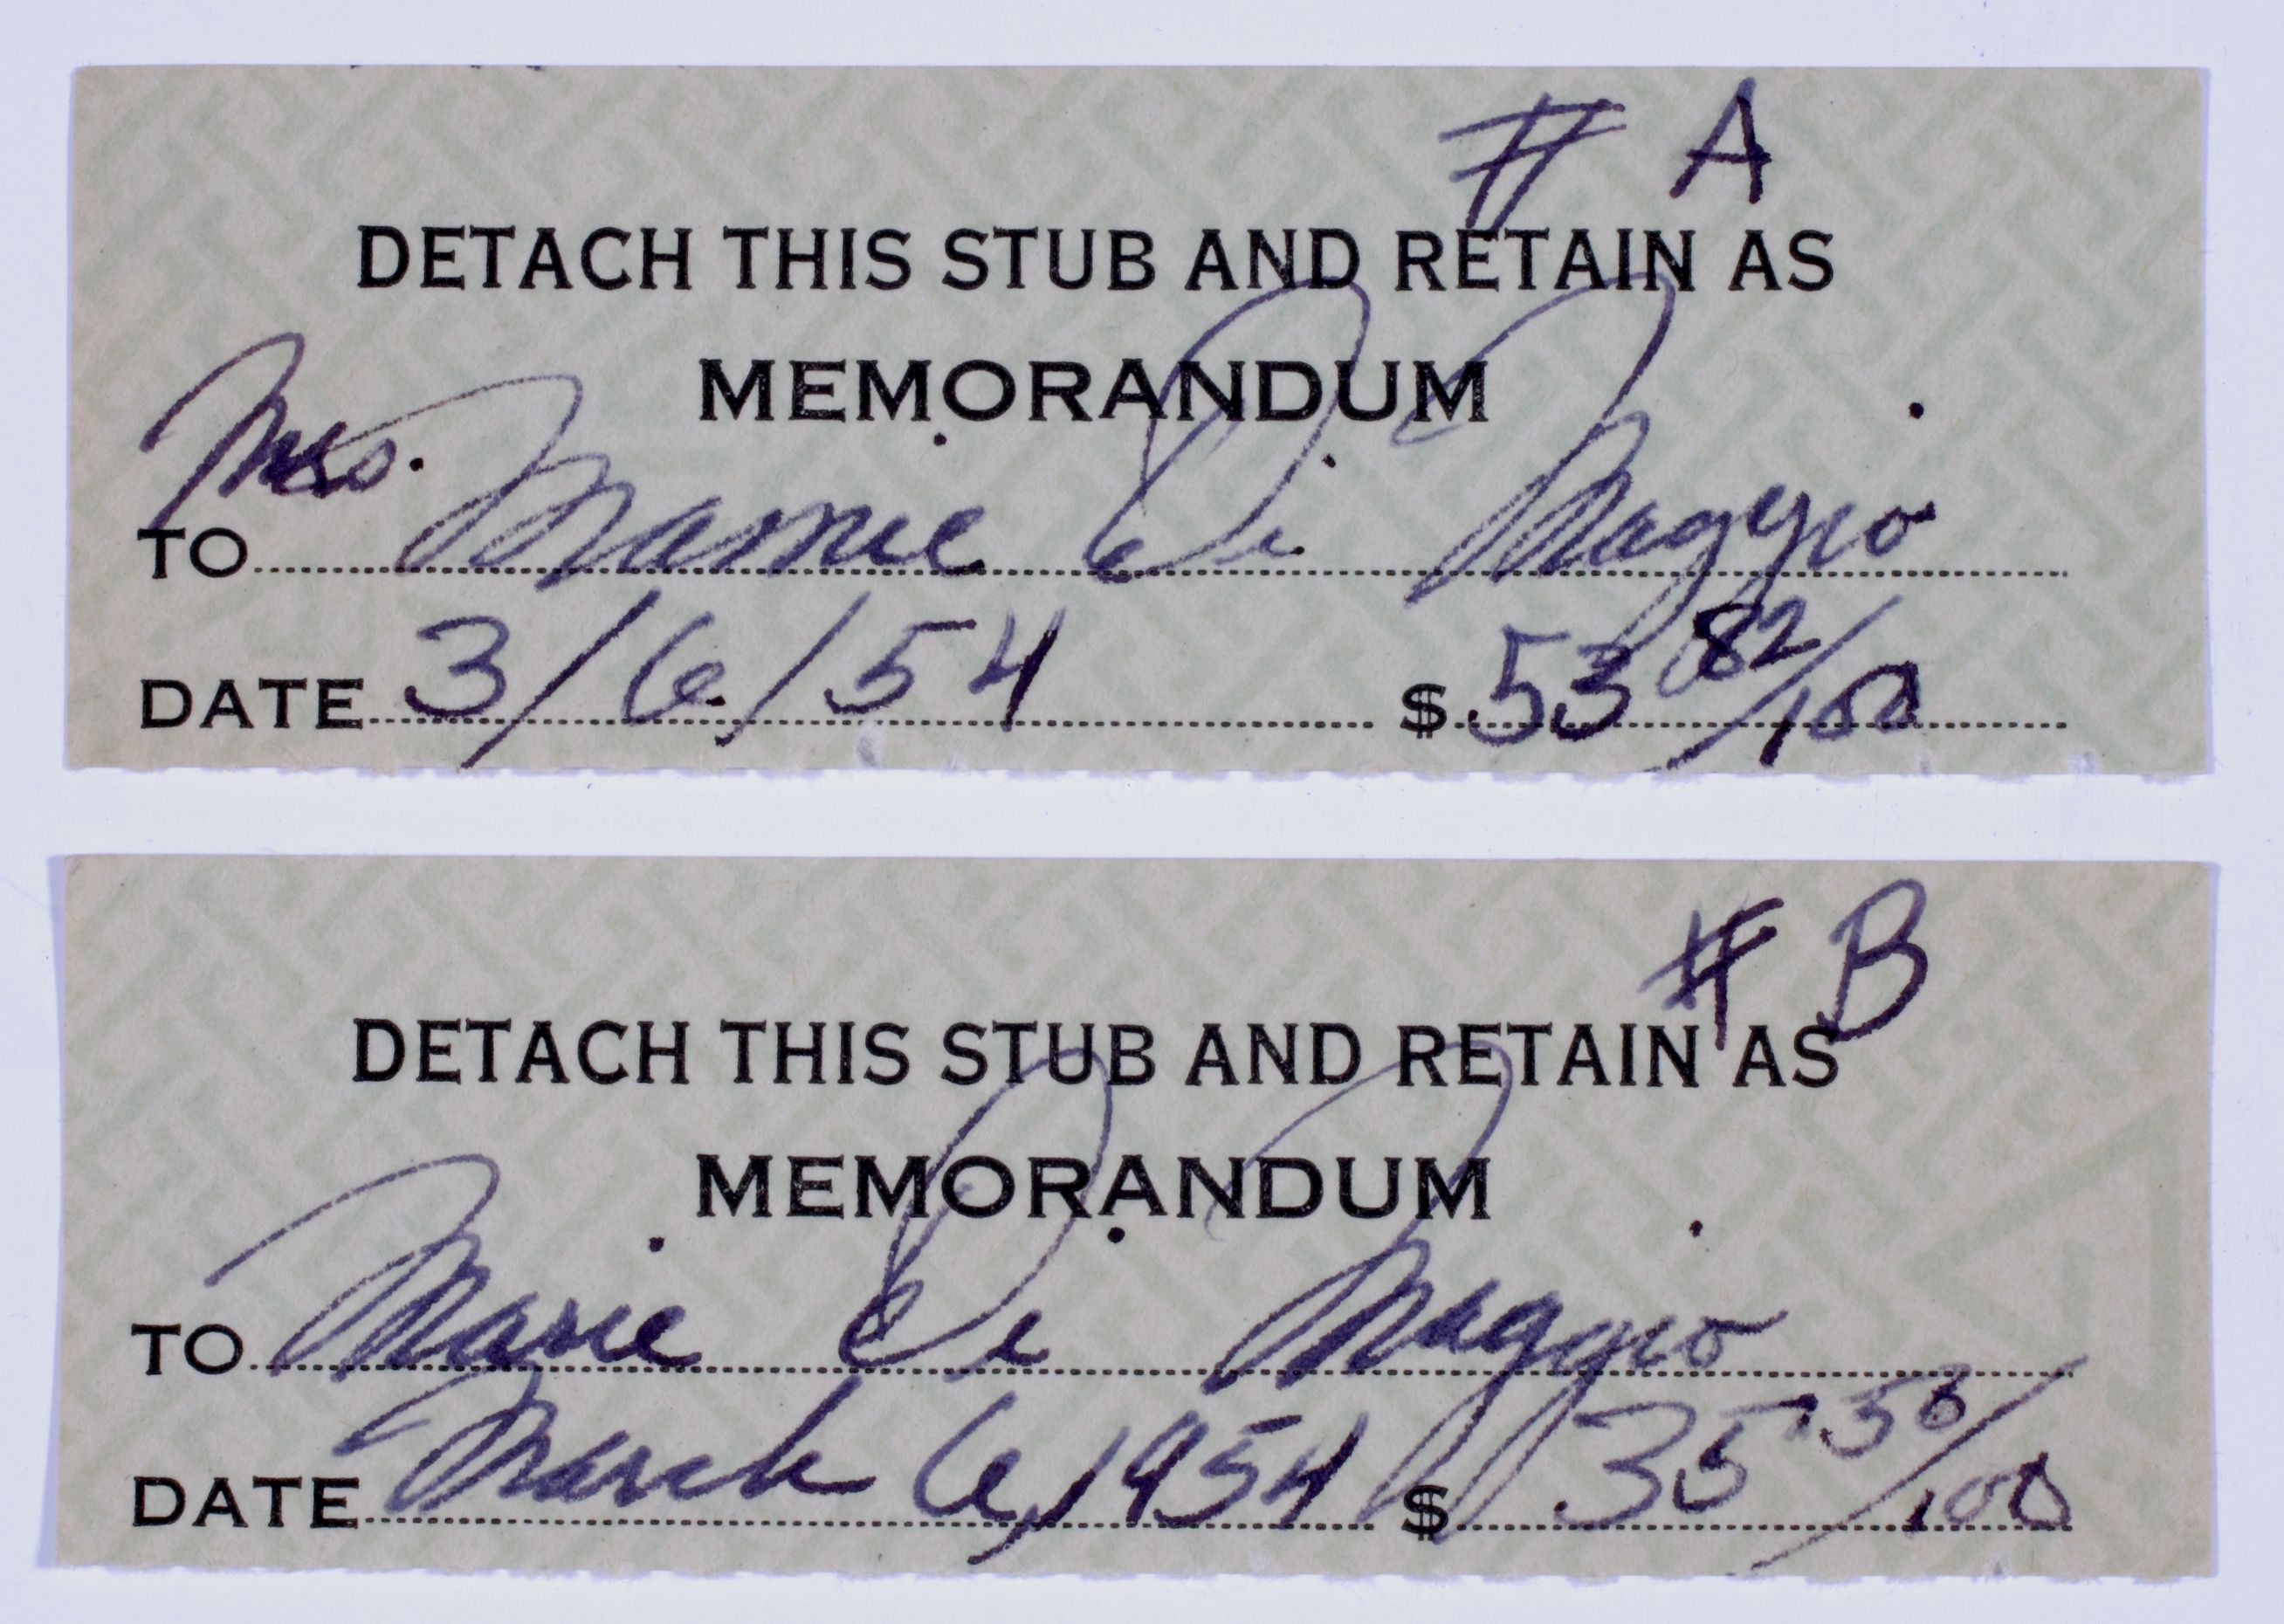 # A
DETACH THIS STUB AND RETAIN AS
MEMORANDUM
Mrs.
TO Mamie Di Maggio
DATE 3/6/54 $ 53 82/100
# B
DETACH THIS STUB AND RETAIN AS
MEMORANDUM
TO Marie Di Maggio
DATE March 6, 1954 $ 35 50/100